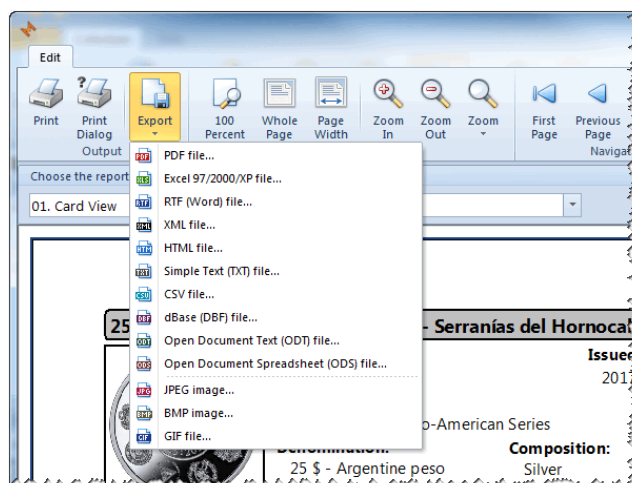 Edit
Print
Print Dialog
Export
100 Percent
Whole Page
Page Width
Zoom In
Zoom Out
Zoom
First Page
Previous Page
Output
Naviga
Choose the report
01. Card View
PDF file...
Excel 97/2000/XP file...
RTF (Word) file...
XML file...
HTML file...
Simple Text (TXT) file...
CSV file...
dBase (DBF) file...
Open Document Text (ODT) file...
Open Document Spreadsheet (ODS) file...
JPEG image...
BMP image...
GIF file...
25
- Serranías del Hornocal
Issue
201
o-American Series
Denomination:
Composition:
25 $ - Argentine peso
Silver